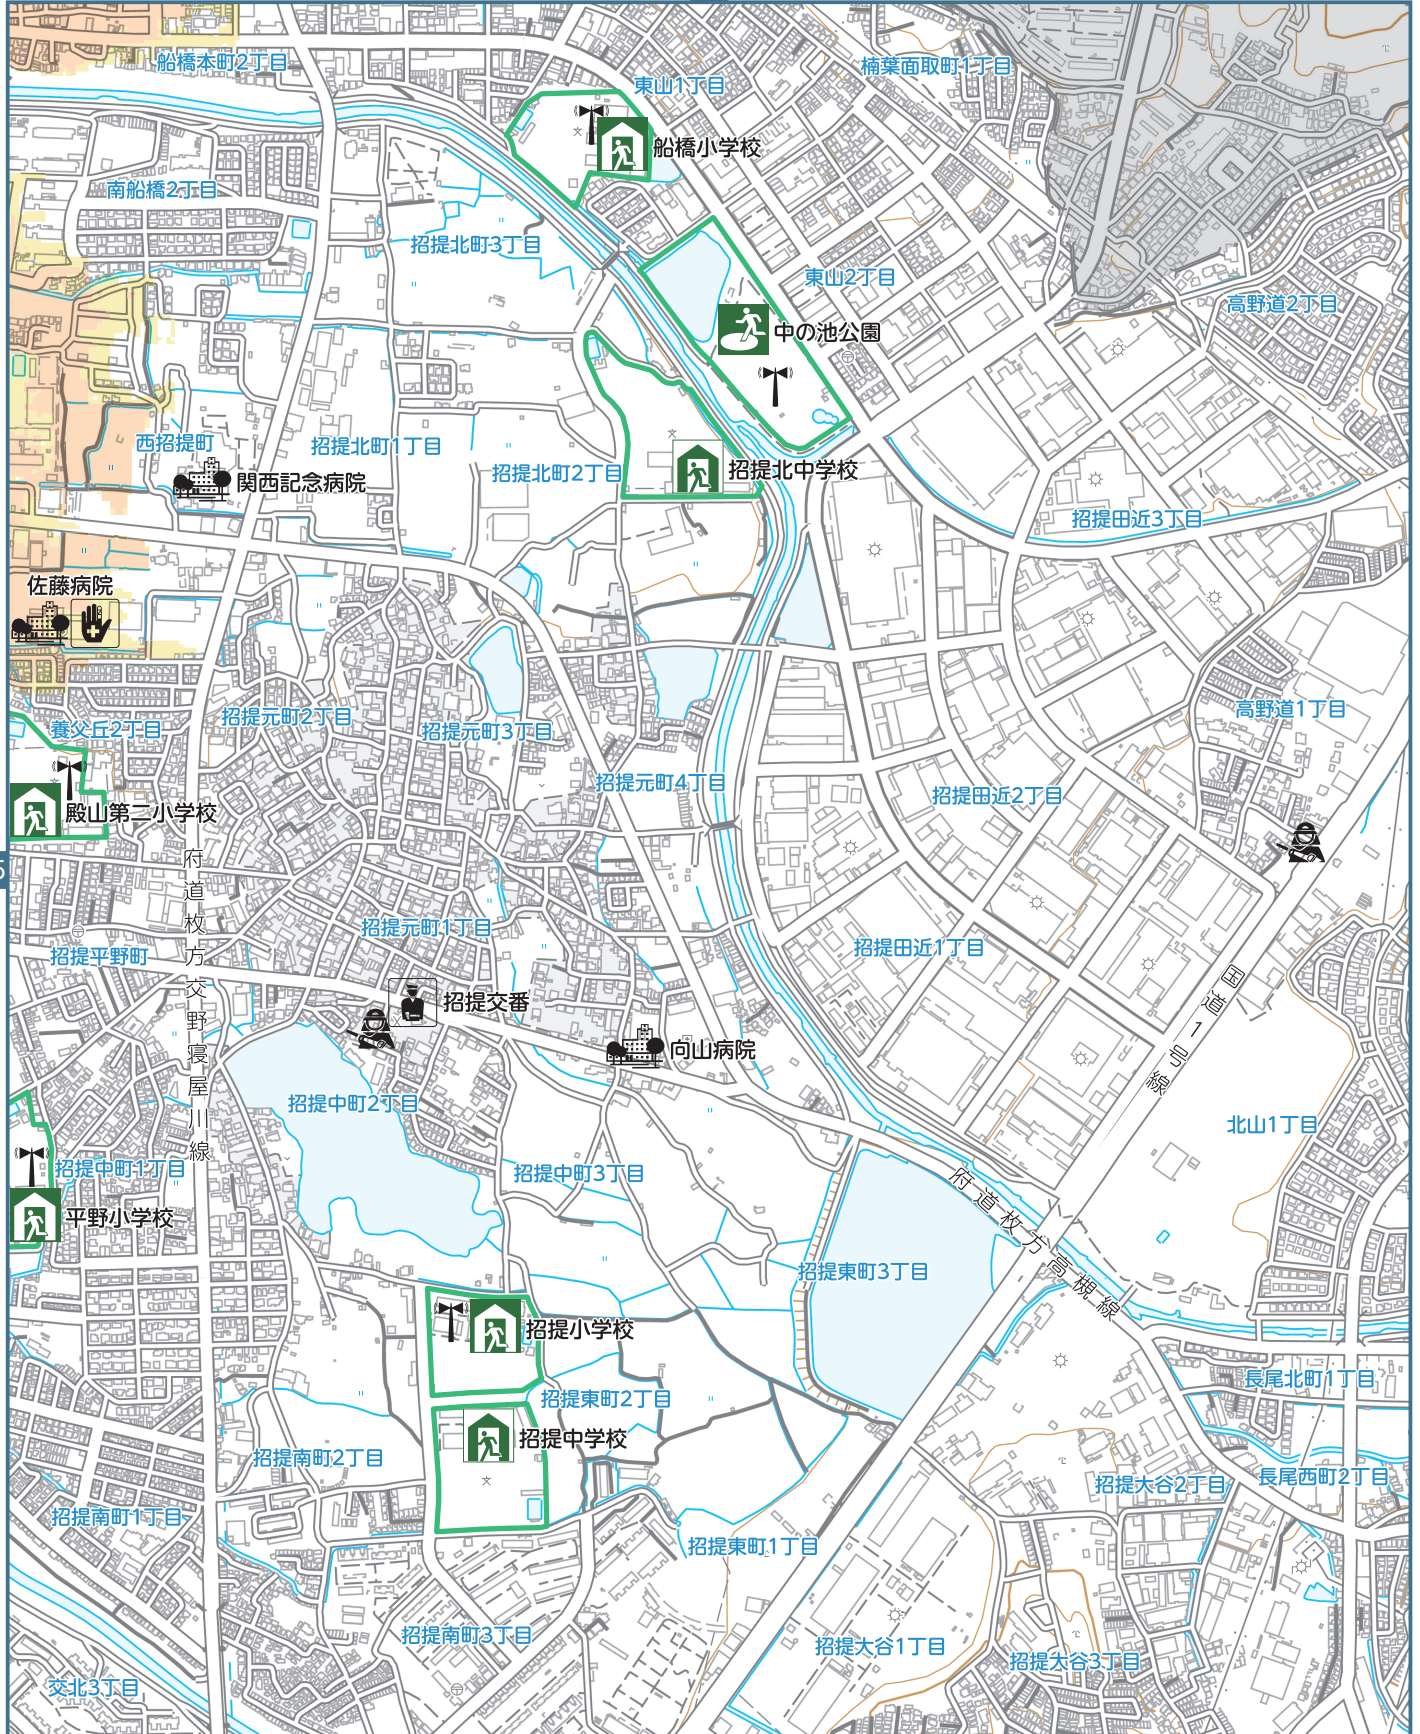 船橋本町2丁目
東山1丁目
楠葉面取町1丁目
船橋小学校
南船橋2丁目
招提北町3丁目
東山2丁目
高野道2丁目
中の池公園
西招提町
招提北町1丁目
招提北町2丁目
招提北中学校
関西記念病院
招提田近3丁目
佐藤病院
養父丘2丁目
招提元町2丁目
招提元町3丁目
高野道1丁目
招提元町4丁目
招提田近2丁目
殿山第二小学校
5
府道枚方交野寝屋川線
招提元町1丁目
招提田近1丁目
招提平野町
国道1号線
招提交番
向山病院
招提中町2丁目
北山1丁目
招提中町1丁目
招提中町3丁目
府道枚方高槻線
平野小学校
招提東町3丁目
招提小学校
長尾北町1丁目
招提東町2丁目
招提中学校
招提南町2丁目
招提大谷2丁目
長尾西町2丁目
招提南町1丁目
招提東町1丁目
招提南町3丁目
招提大谷1丁目
招提大谷3丁目
交北3丁目